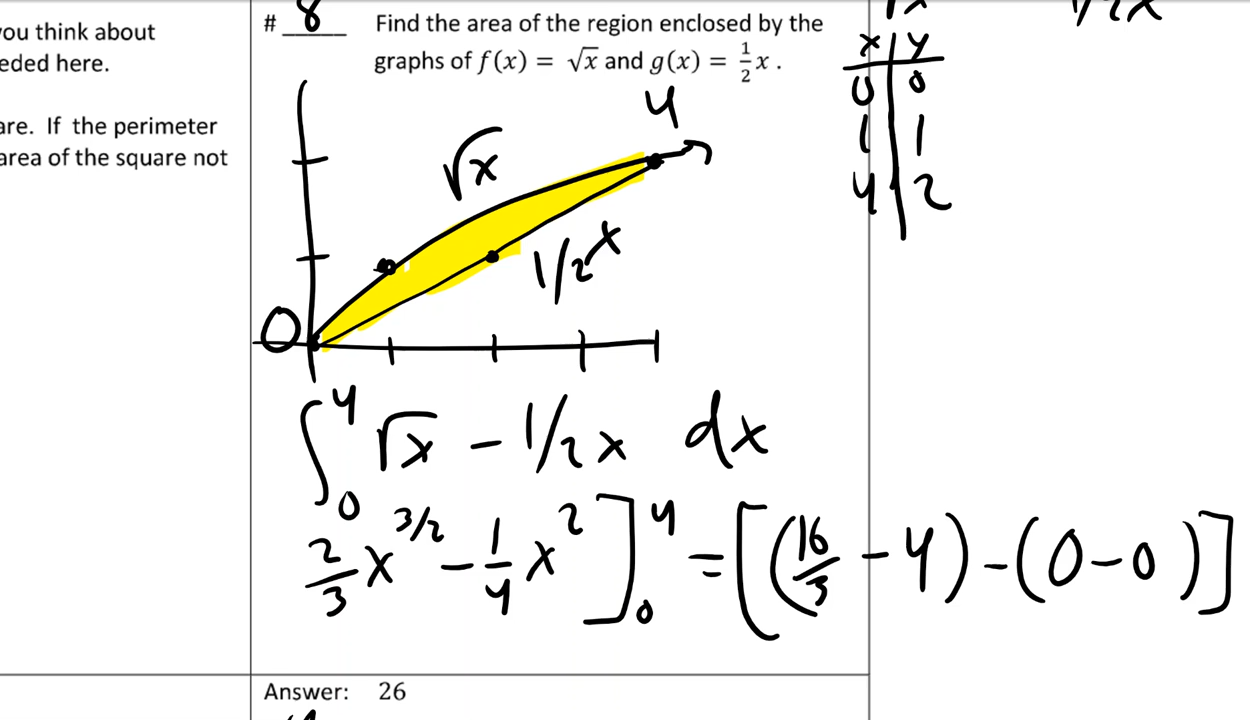 you think about
eded here.
are. If the perimeter
area of the square not
# 8 Find the area of the region enclosed by the
graphs of f(x) = √x and g(x) = 1/2 x .
1/2x
x | y
0 | 0
1 | 1
4 | 2
4
√x
1/2x
0
∫₀⁴ √x - 1/2x dx
2/3 x^3/2 - 1/4 x² ]₀⁴ = [(16/3 - 4) - (0 - 0)]
Answer: 26